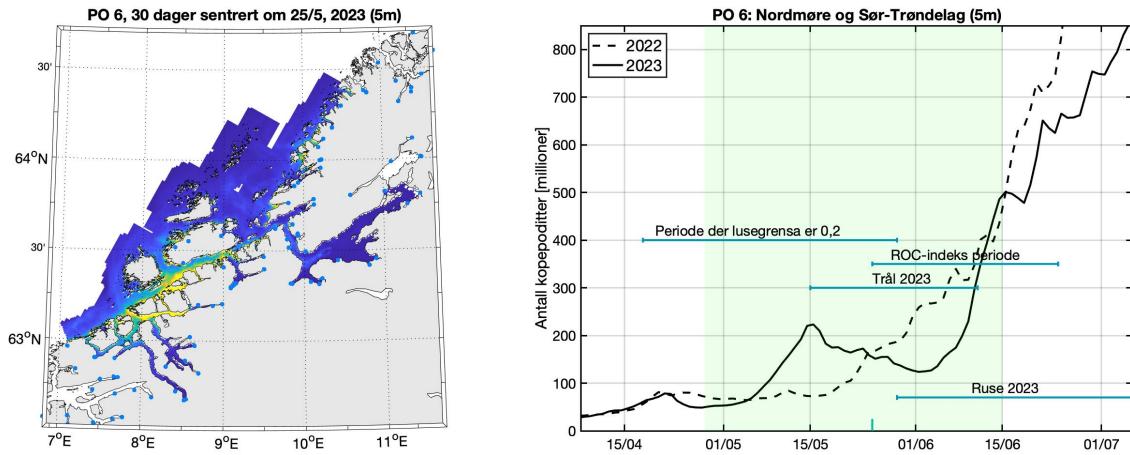 PO 6, 30 dager sentrert om 25/5, 2023 (5m)
30'
64°N
30'
63°N
7°E
8°E
9°E
10°E
11°E
PO 6: Nordmøre og Sør-Trøndelag (5m)
Antall kopepoditter [millioner]
800
700
600
500
400
300
200
100
0
2022
2023
Periode der lusegrensa er 0,2
ROC-indeks periode
Trål 2023
Ruse 2023
15/04
01/05
15/05
01/06
15/06
01/07